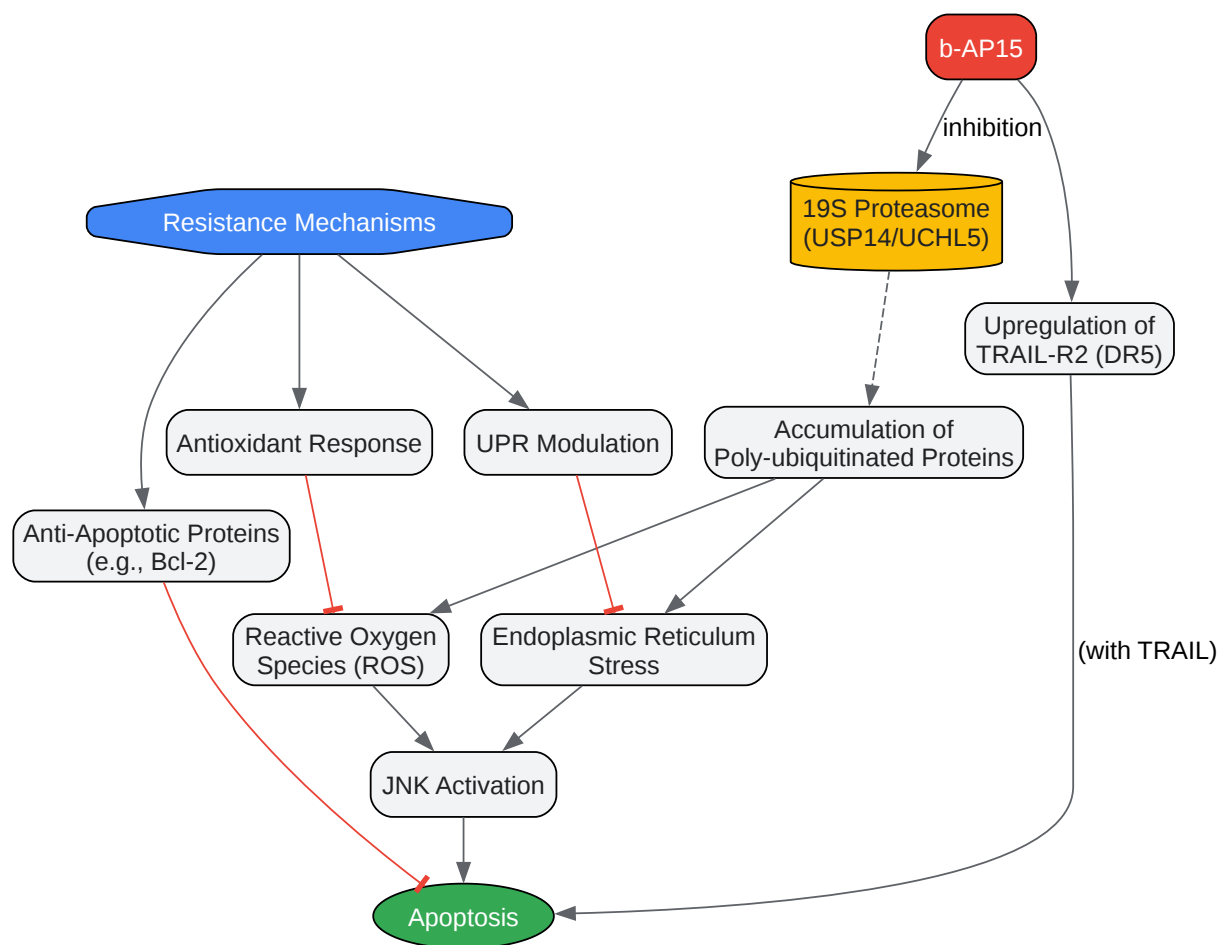 b-AP15
inhibition
19S Proteasome
(USP14/UCHL5)
Resistance Mechanisms
Upregulation of
TRAIL-R2 (DR5)
Antioxidant Response
UPR Modulation
Accumulation of
Poly-ubiquitinated Proteins
Anti-Apoptotic Proteins
(e.g., Bcl-2)
Reactive Oxygen
Species (ROS)
Endoplasmic Reticulum
Stress
(with TRAIL)
JNK Activation
Apoptosis